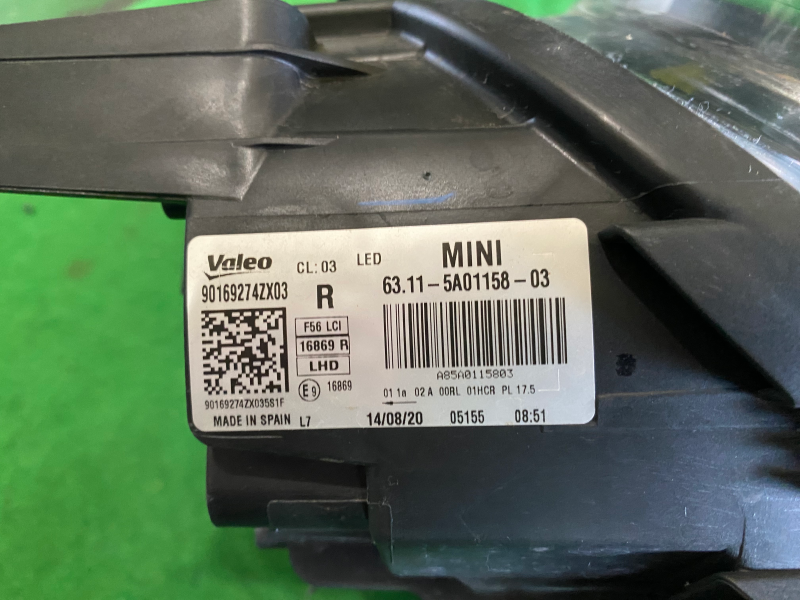 Valeo CL: 03 LED MINI
90169274ZX03 R 63.11 - 5A01158 - 03
F56 LCI
16869 R
LHD
A85A0115803
E9 16869
01 1a 02 A 00RL 01HCR PL 17.5
90169274ZX035S1F
MADE IN SPAIN L7 14/08/20 05155 08:51